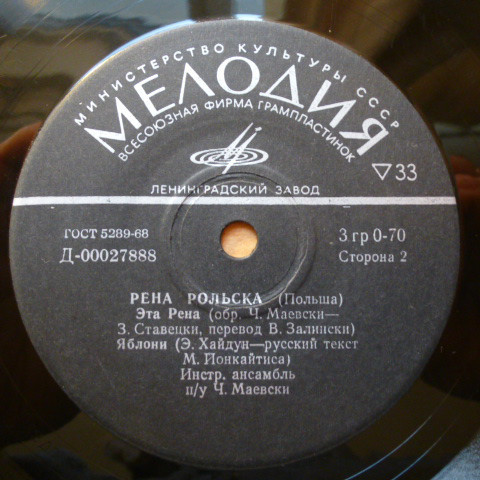 МИНИСТЕРСТВО КУЛЬТУРЫ СССР
МЕЛОДИЯ
ВСЕСОЮЗНАЯ ФИРМА ГРАМПЛАСТИНОК
▽33
ЛЕНИНГРАДСКИЙ ЗАВОД
ГОСТ 5289-68
Д-00027888
3 гр 0-70
Сторона 2
РЕНА РОЛЬСКА (Польша)
Эта Рена (обр. Ч. Маевски—
З. Ставецки, перевод В. Залински)
Яблони (Э. Хайдун—русский текст
М. Йонкайтиса)
Инстр. ансамбль
п/у Ч. Маевски